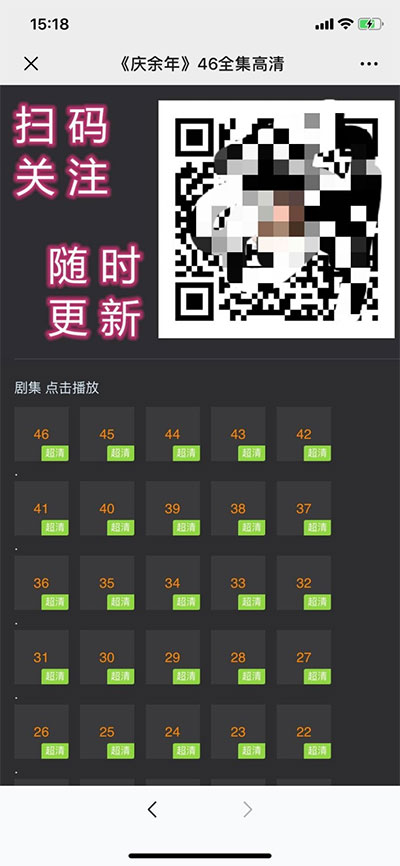 15:18
《庆余年》46全集高清
扫码
关注
随时
更新
剧集 点击播放
46 45 44 43 42
超清 超清 超清 超清 超清
41 40 39 38 37
超清 超清 超清 超清 超清
36 35 34 33 32
超清 超清 超清 超清 超清
31 30 29 28 27
超清 超清 超清 超清 超清
26 25 24 23 22
超清 超清 超清 超清 超清